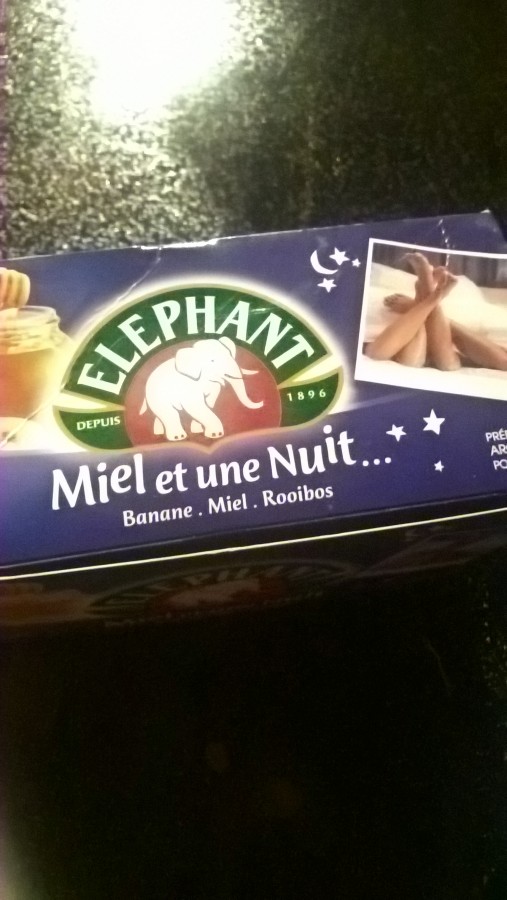 ELEPHANT
DEPUIS 1896
Miel et une Nuit...
Banane . Miel . Rooibos